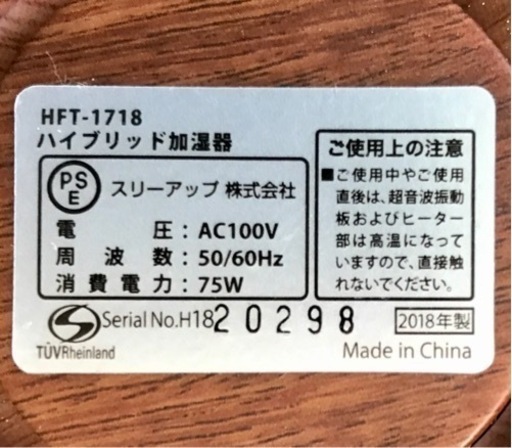 HFT-1718
ハイブリッド加湿器
PSE スリーアップ 株式会社
電圧：AC100V
周波数：50/60Hz
消費電力：75W
ご使用上の注意
■ご使用中やご使用
直後は、超音波振動
板およびヒーター
部は高温になって
いますので、直接触
れないでください。
S
TÜVRheinland
Serial No.H1820298
2018年製
Made in China